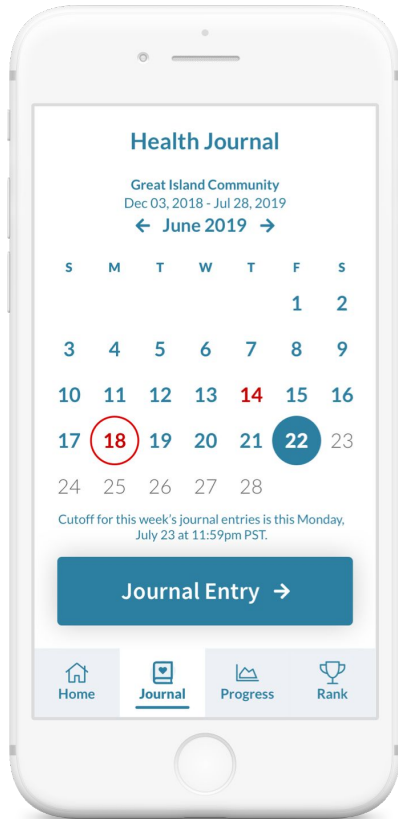 Health Journal
Great Island Community
Dec 03, 2018 - Jul 28, 2019
← June 2019 →
S M T W T F S
1 2
3 4 5 6 7 8 9
10 11 12 13 14 15 16
17 18 19 20 21 22 23
24 25 26 27 28
Cutoff for this week's journal entries is this Monday,
July 23 at 11:59pm PST.
Journal Entry →
Home Journal Progress Rank